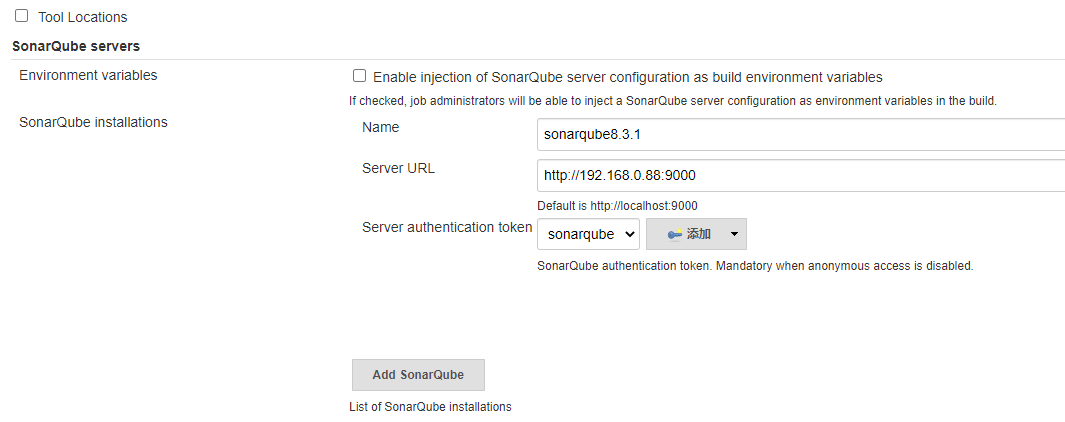 Tool Locations
SonarQube servers
Environment variables
Enable injection of SonarQube server configuration as build environment variables
If checked, job administrators will be able to inject a SonarQube server configuration as environment variables in the build.
SonarQube installations
Name
sonarqube8.3.1
Server URL
http://192.168.0.88:9000
Default is http://localhost:9000
Server authentication token
sonarqube
添加
SonarQube authentication token. Mandatory when anonymous access is disabled.
Add SonarQube
List of SonarQube installations